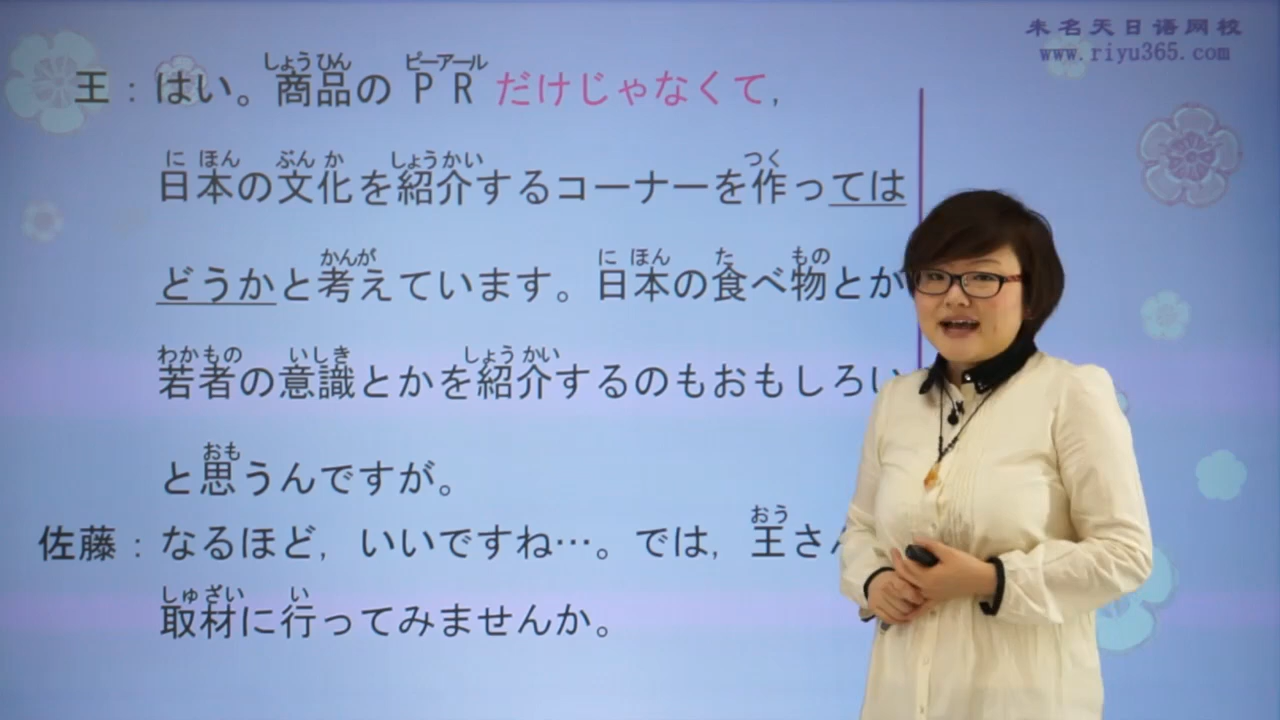 未名天日语网校
www.riyu365.com
王：はい。商品のＰＲだけじゃなくて，
しょうひん ピーアール
日本の文化を紹介するコーナーを作っては
にほん ぶんか しょうかい つく
どうかと考えています。日本の食べ物とか
かんが にほん た もの
若者の意識とかを紹介するのもおもしろい
わかもの いしき しょうかい
と思うんですが。
おも
佐藤：なるほど，いいですね…。では，王さ
おう
取材に行ってみませんか。
しゅざい い